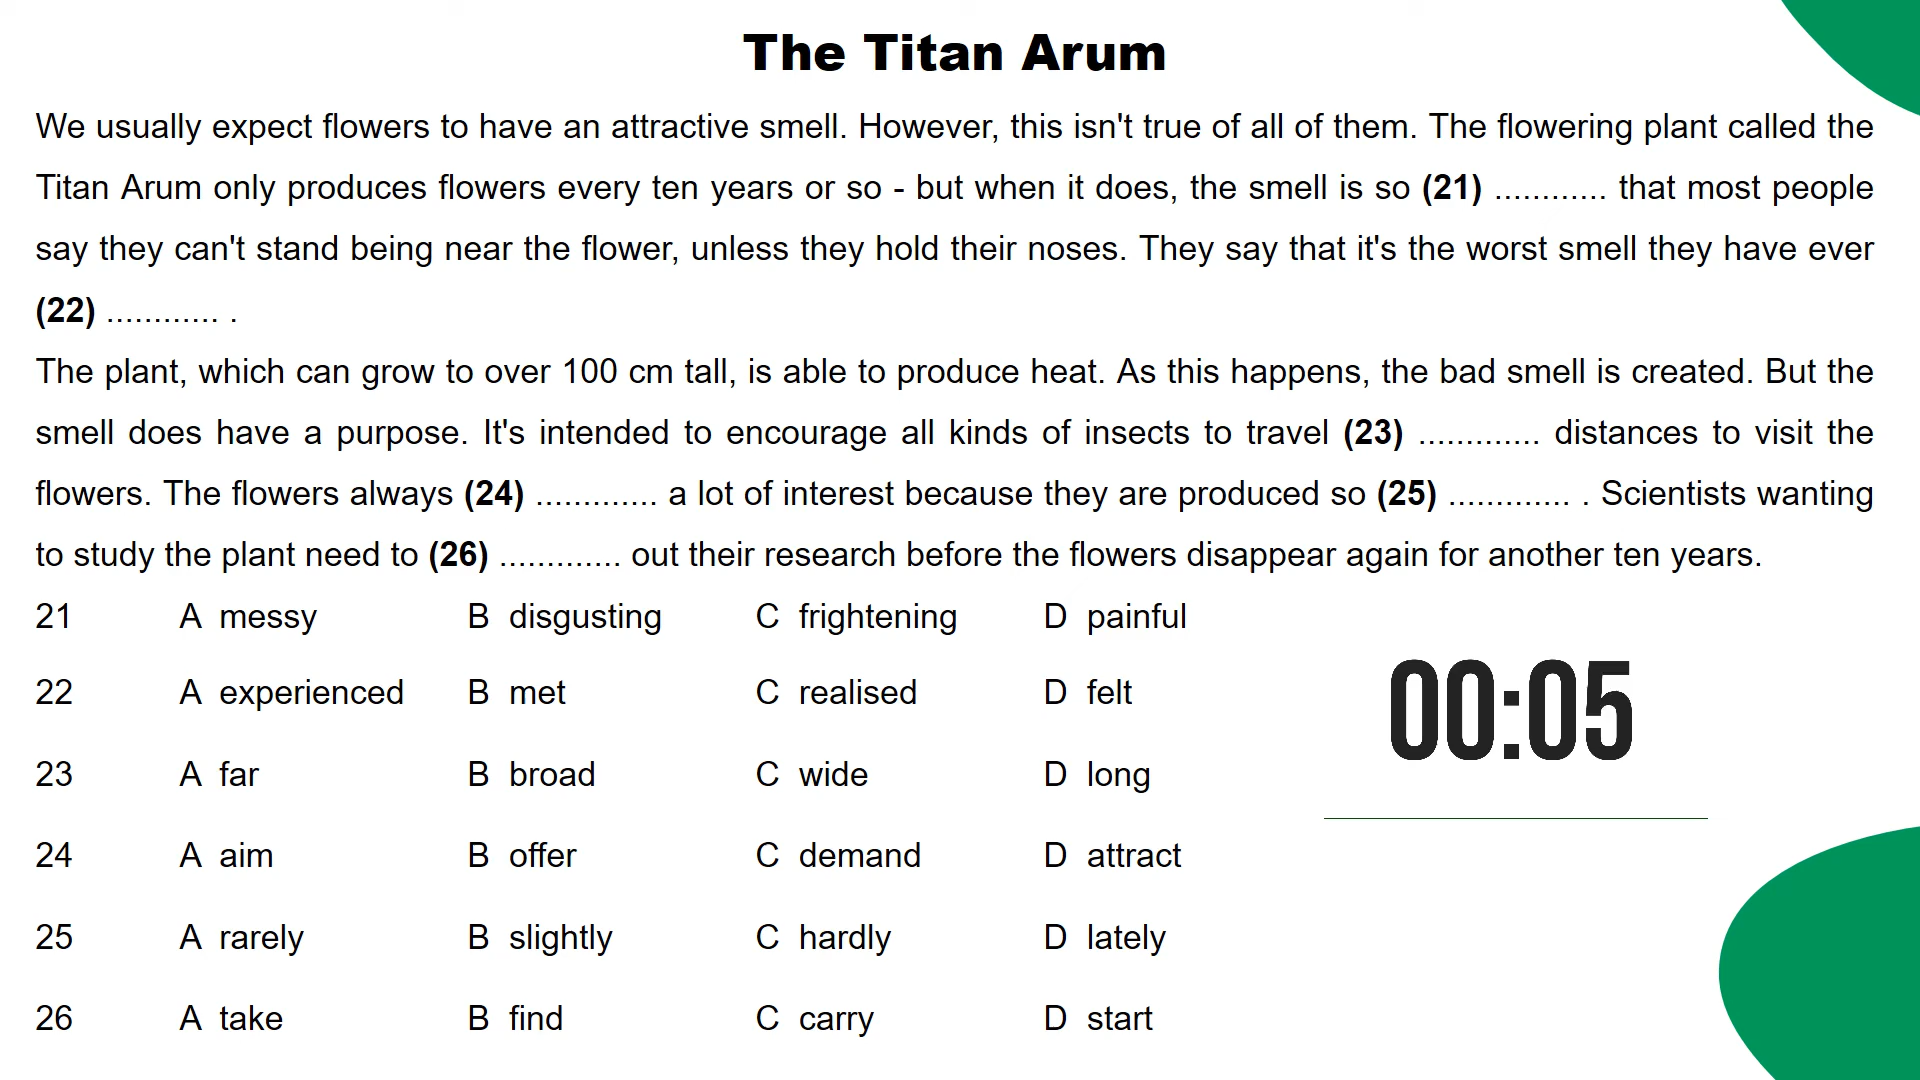 The Titan Arum
We usually expect flowers to have an attractive smell. However, this isn't true of all of them. The flowering plant called the
Titan Arum only produces flowers every ten years or so - but when it does, the smell is so (21) ............ that most people
say they can't stand being near the flower, unless they hold their noses. They say that it's the worst smell they have ever
(22) ............ .
The plant, which can grow to over 100 cm tall, is able to produce heat. As this happens, the bad smell is created. But the
smell does have a purpose. It's intended to encourage all kinds of insects to travel (23) ............. distances to visit the
flowers. The flowers always (24) ............. a lot of interest because they are produced so (25) ............. . Scientists wanting
to study the plant need to (26) ............. out their research before the flowers disappear again for another ten years.
21 A messy B disgusting C frightening D painful
22 A experienced B met C realised D felt
00:05
23 A far B broad C wide D long
24 A aim B offer C demand D attract
25 A rarely B slightly C hardly D lately
26 A take B find C carry D start